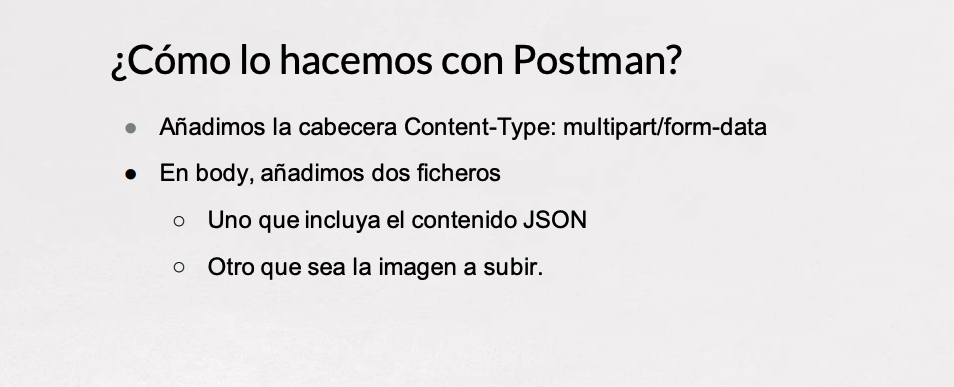 ¿Cómo lo hacemos con Postman?
● Añadimos la cabecera Content-Type: multipart/form-data
● En body, añadimos dos ficheros
○ Uno que incluya el contenido JSON
○ Otro que sea la imagen a subir.